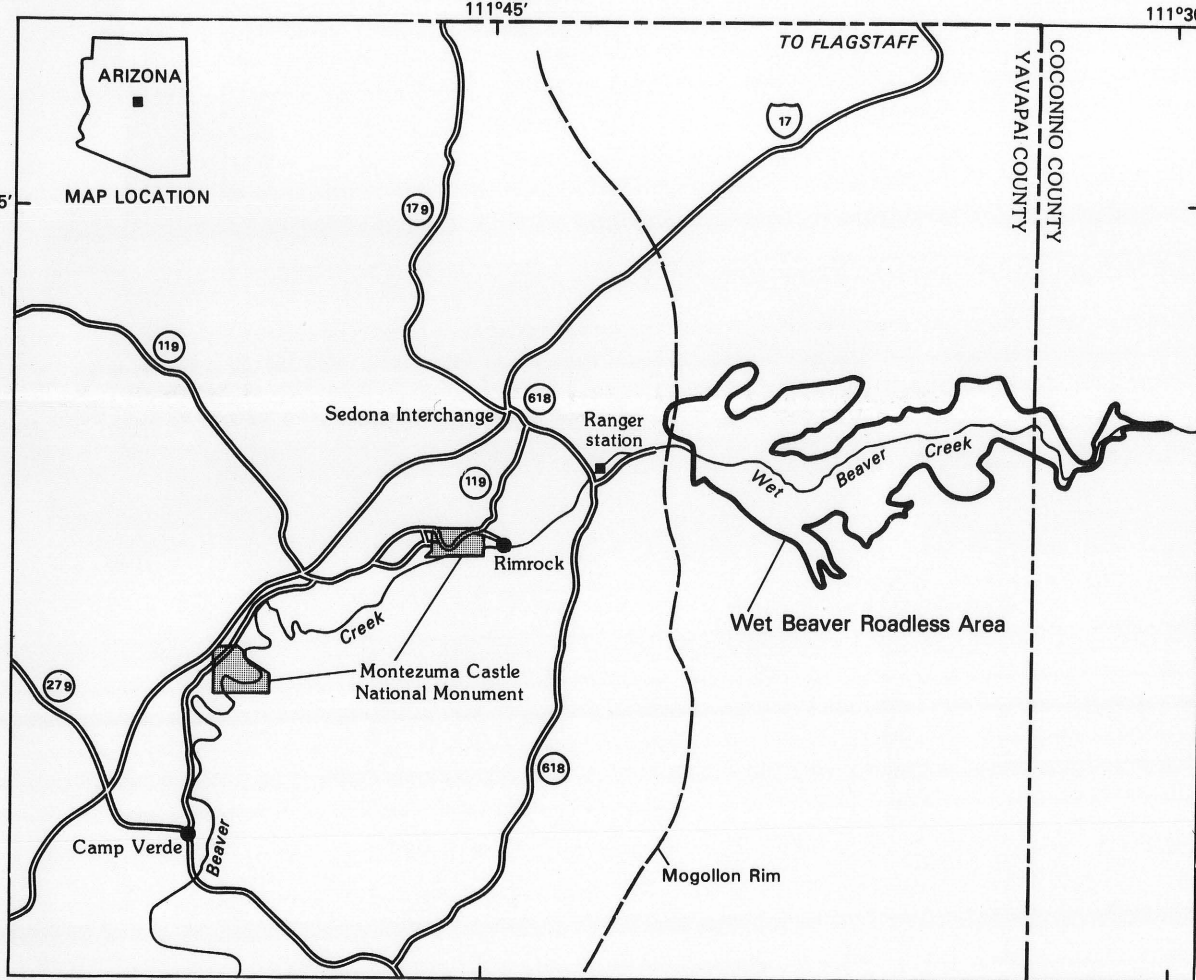 111°45'
111°30
TO FLAGSTAFF
ARIZONA
MAP LOCATION
17
COCONINO COUNTY
YAVAPAI COUNTY
5'
179
119
618
Sedona Interchange
Ranger
station
119
Wet
Beaver
Creek
Rimrock
Creek
Wet Beaver Roadless Area
Montezuma Castle
National Monument
279
618
Camp Verde
Beaver
Mogollon Rim